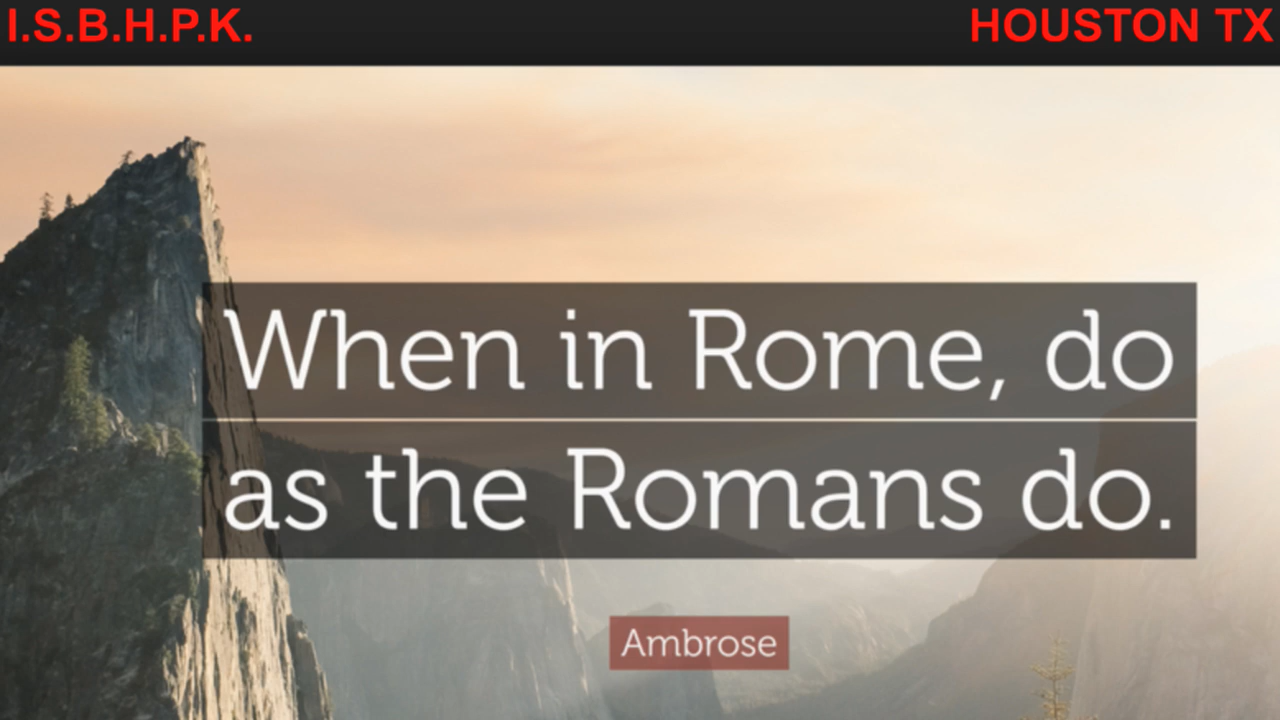 I.S.B.H.P.K.
HOUSTON TX
When in Rome, do
as the Romans do.
Ambrose